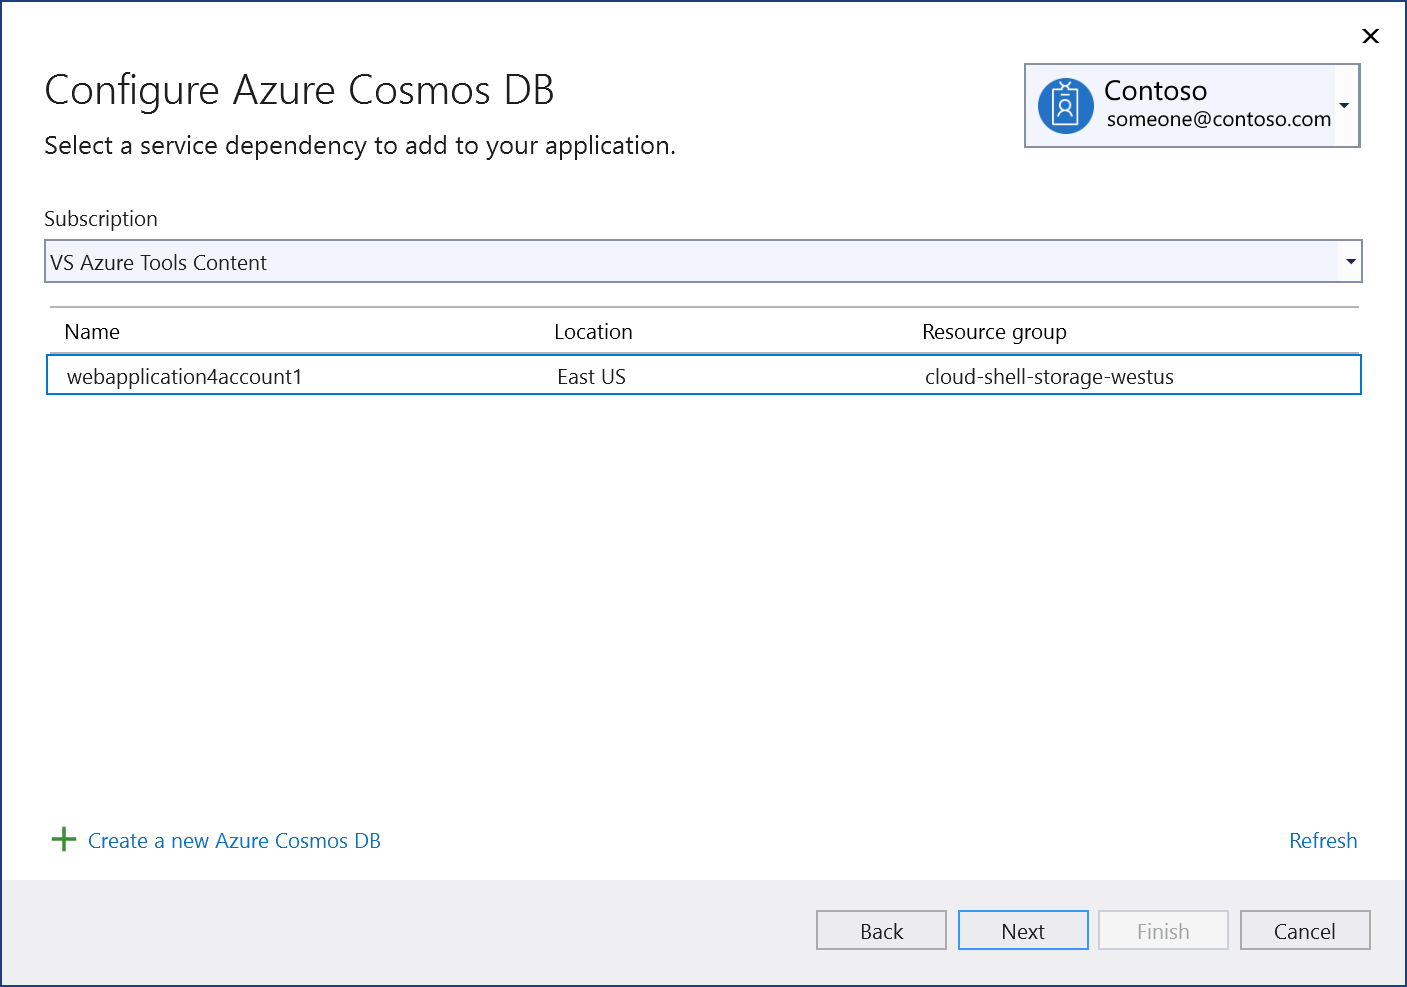 Configure Azure Cosmos DB
Select a service dependency to add to your application.
Contoso
someone@contoso.com
Subscription
VS Azure Tools Content
Name Location Resource group
webapplication4account1 East US cloud-shell-storage-westus
Create a new Azure Cosmos DB Refresh
Back Next Finish Cancel